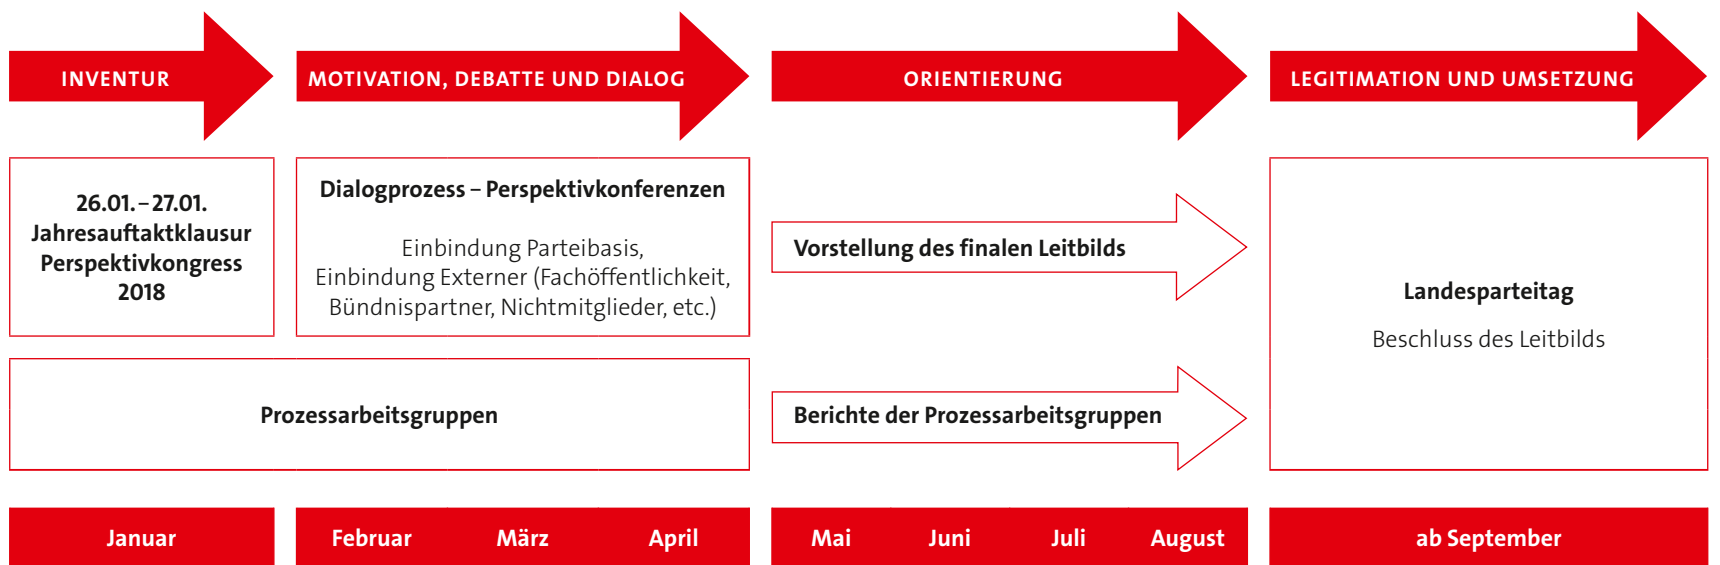 INVENTUR
MOTIVATION, DEBATTE UND DIALOG
ORIENTIERUNG
LEGITIMATION UND UMSETZUNG
26.01.–27.01.
Jahresauftaktklausur
Perspektivkongress
2018
Dialogprozess – Perspektivkonferenzen
Einbindung Parteibasis,
Einbindung Externer (Fachöffentlichkeit,
Bündnispartner, Nichtmitglieder, etc.)
Vorstellung des finalen Leitbilds
Landesparteitag
Beschluss des Leitbilds
Prozessarbeitsgruppen
Berichte der Prozessarbeitsgruppen
Januar
Februar
März
April
Mai
Juni
Juli
August
ab September